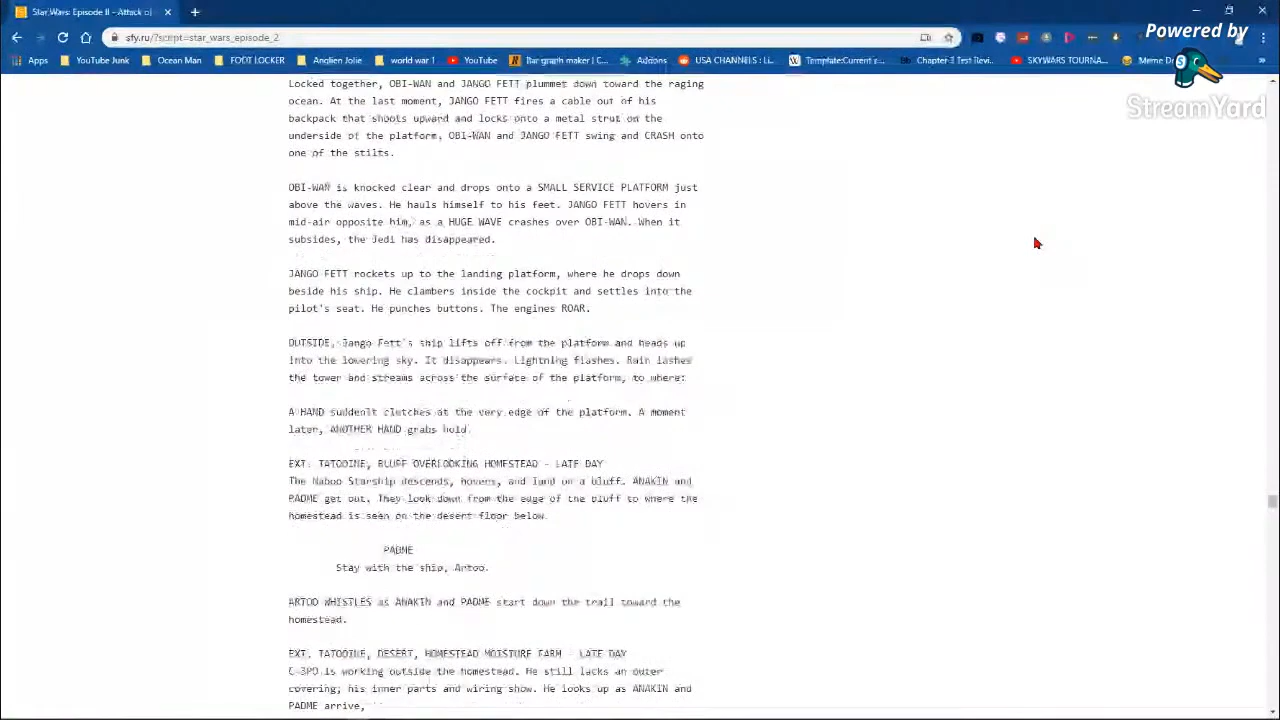 Star Wars: Episode II - Attack of
sfy.ru/?script=star_wars_episode_2
Powered by
StreamYard
Apps
YouTube Junk
Ocean Man
FOOT LOCKER
Anglien Jolie
world war 1
YouTube
Bar graph maker | C...
Addons
USA CHANNELS : Li...
Template:Current s...
Chapter-3 Test Revi...
SKYWARS TOURNA...
Meme
Locked together, OBI-WAN and JANGO FETT plummet down toward the raging
ocean. At the last moment, JANGO FETT fires a cable out of his
backpack that shoots upward and locks onto a metal strut on the
underside of the platform, OBI-WAN and JANGO FETT swing and CRASH onto
one of the stilts.
OBI-WAN is knocked clear and drops onto a SMALL SERVICE PLATFORM just
above the waves. He hauls himself to his feet. JANGO FETT hovers in
mid-air opposite him, as a HUGE WAVE crashes over OBI-WAN. When it
subsides, the Jedi has disappeared.
JANGO FETT rockets up to the landing platform, where he drops down
beside his ship. He clambers inside the cockpit and settles into the
pilot's seat. He punches buttons. The engines ROAR.
OUTSIDE, Jango Fett's ship lifts off from the platform and heads up
into the lowering sky. It disappears. Lightning flashes. Rain lashes
the tower and streams across the surface of the platform, to where:
A HAND suddenlt clutches at the very edge of the platform. A moment
later, ANOTHER HAND grabs hold.
EXT. TATOOINE, BLUFF OVERLOOKING HOMESTEAD - LATE DAY
The Naboo Starship descends, hovers, and land on a bluff. ANAKIN and
PADME get out. They look down from the edge of the bluff to where the
homestead is seen on the desert floor below.
PADME
Stay with the ship, Artoo.
ARTOO WHISTLES as ANAKIN and PADME start down the trail toward the
homestead.
EXT. TATOOINE, DESERT, HOMESTEAD MOISTURE FARM - LATE DAY
C-3PO is working outside the homestead. He still lacks an outer
covering; his inner parts and wiring show. He looks up as ANAKIN and
PADME arrive,